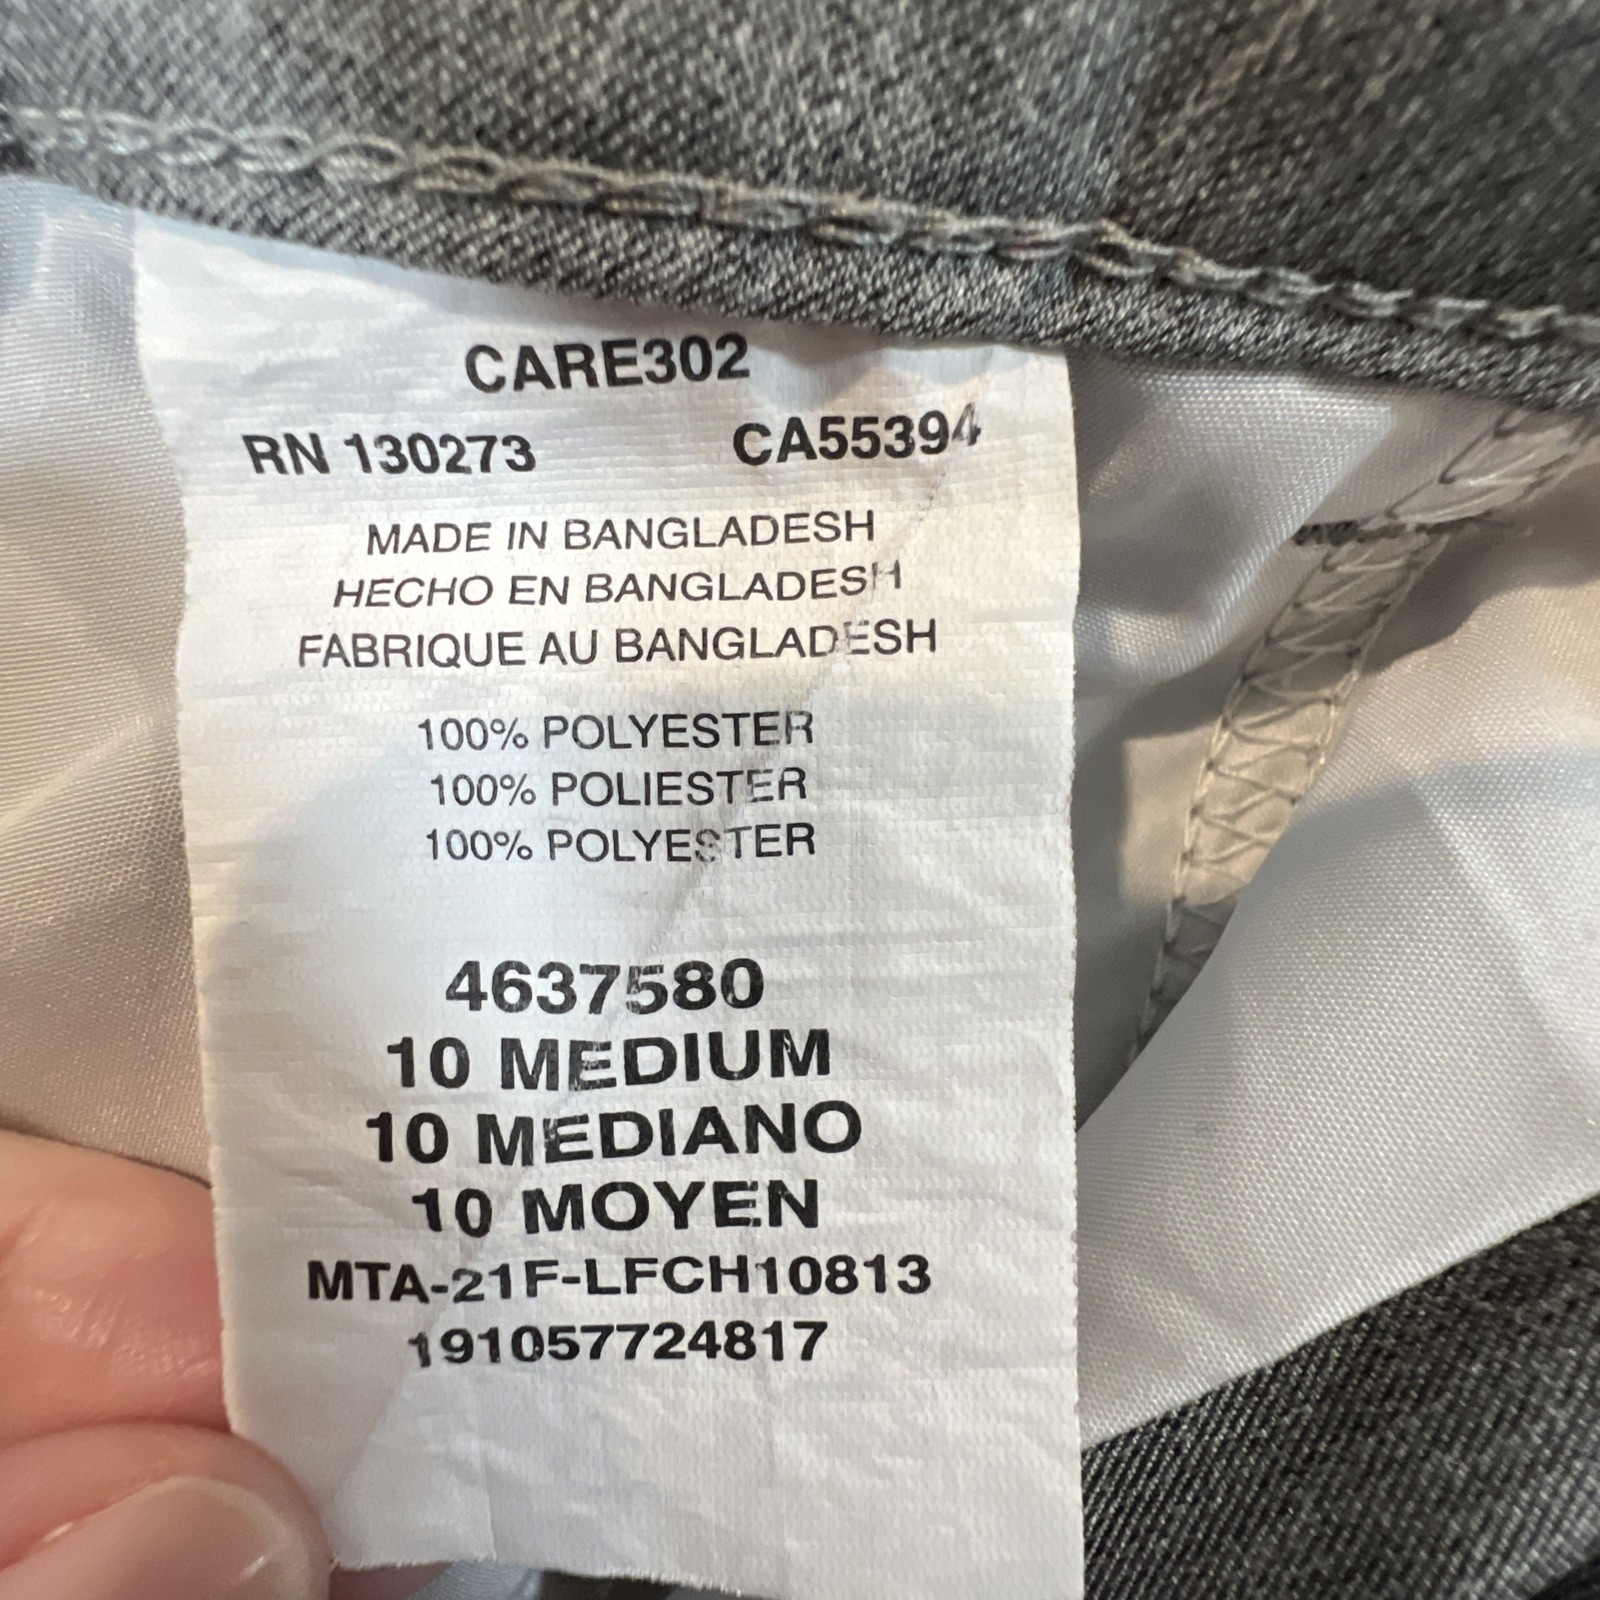 CARE302
RN 130273 CA55394
MADE IN BANGLADESH
HECHO EN BANGLADESH
FABRIQUE AU BANGLADESH
100% POLYESTER
100% POLIESTER
100% POLYESTER
4637580
10 MEDIUM
10 MEDIANO
10 MOYEN
MTA-21F-LFCH10813
191057724817